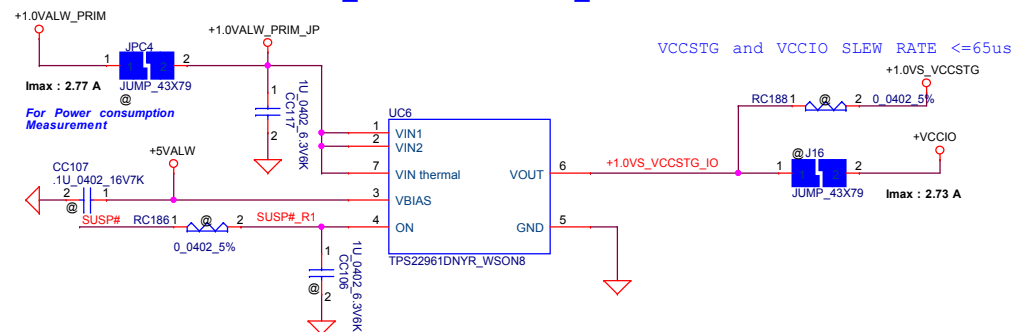 +1.0VALW_PRIM
+1.0VALW_PRIM_JP
JPC4
1
1 2
2
JUMP_43X79
@
Imax : 2.77 A
For Power consumption
Measurement
1
2
1U_0402_6.3V6K
CC117
VCCSTG and VCCIO SLEW RATE <=65us
+1.0VS_VCCSTG
RC188 1
@
2
0_0402_5%
+VCCIO
@ J16
1
1 2
2
JUMP_43X79
Imax : 2.73 A
UC6
1
VIN1
2
VIN2
7
VIN thermal
3
VBIAS
4
ON
VOUT
6
GND
5
TPS22961DNYR_WSON8
+1.0VS_VCCSTG_IO
+5VALW
CC107
.1U_0402_16V7K
2
1
@
SUSP#
RC186 1
@
2
0_0402_5%
SUSP#_R1
1
2
@
1U_0402_6.3V6K
CC106